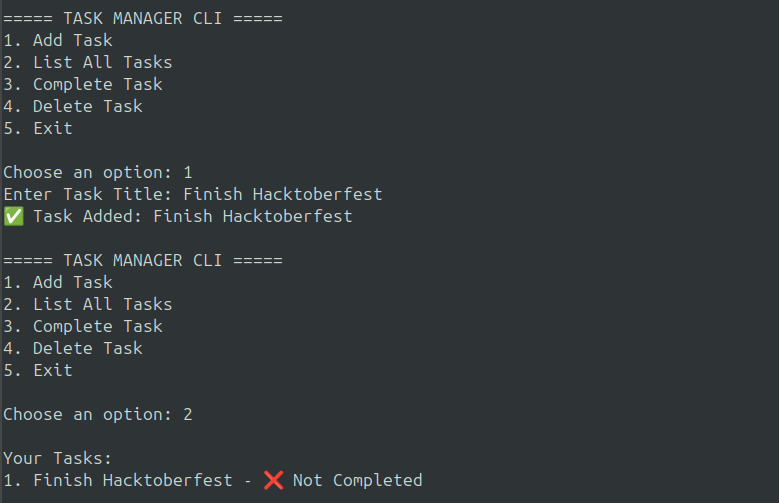 ===== TASK MANAGER CLI =====
1. Add Task
2. List All Tasks
3. Complete Task
4. Delete Task
5. Exit
Choose an option: 1
Enter Task Title: Finish Hacktoberfest
✅ Task Added: Finish Hacktoberfest
===== TASK MANAGER CLI =====
1. Add Task
2. List All Tasks
3. Complete Task
4. Delete Task
5. Exit
Choose an option: 2
Your Tasks:
1. Finish Hacktoberfest - ❌ Not Completed